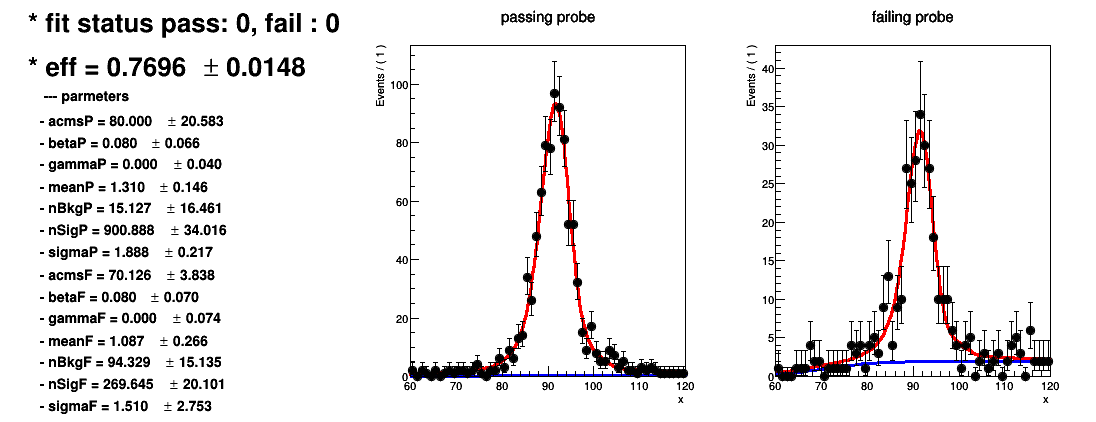 * fit status pass: 0, fail : 0
* eff = 0.7696 ± 0.0148
--- parmeters
- acmsP = 80.000 ± 20.583
- betaP = 0.080 ± 0.066
- gammaP = 0.000 ± 0.040
- meanP = 1.310 ± 0.146
- nBkgP = 15.127 ± 16.461
- nSigP = 900.888 ± 34.016
- sigmaP = 1.888 ± 0.217
- acmsF = 70.126 ± 3.838
- betaF = 0.080 ± 0.070
- gammaF = 0.000 ± 0.074
- meanF = 1.087 ± 0.266
- nBkgF = 94.329 ± 15.135
- nSigF = 269.645 ± 20.101
- sigmaF = 1.510 ± 2.753
passing probe
Events / ( 1 )
100
80
60
40
20
0
60 70 80 90 100 110 120
x
failing probe
Events / ( 1 )
40
35
30
25
20
15
10
5
0
60 70 80 90 100 110 120
x